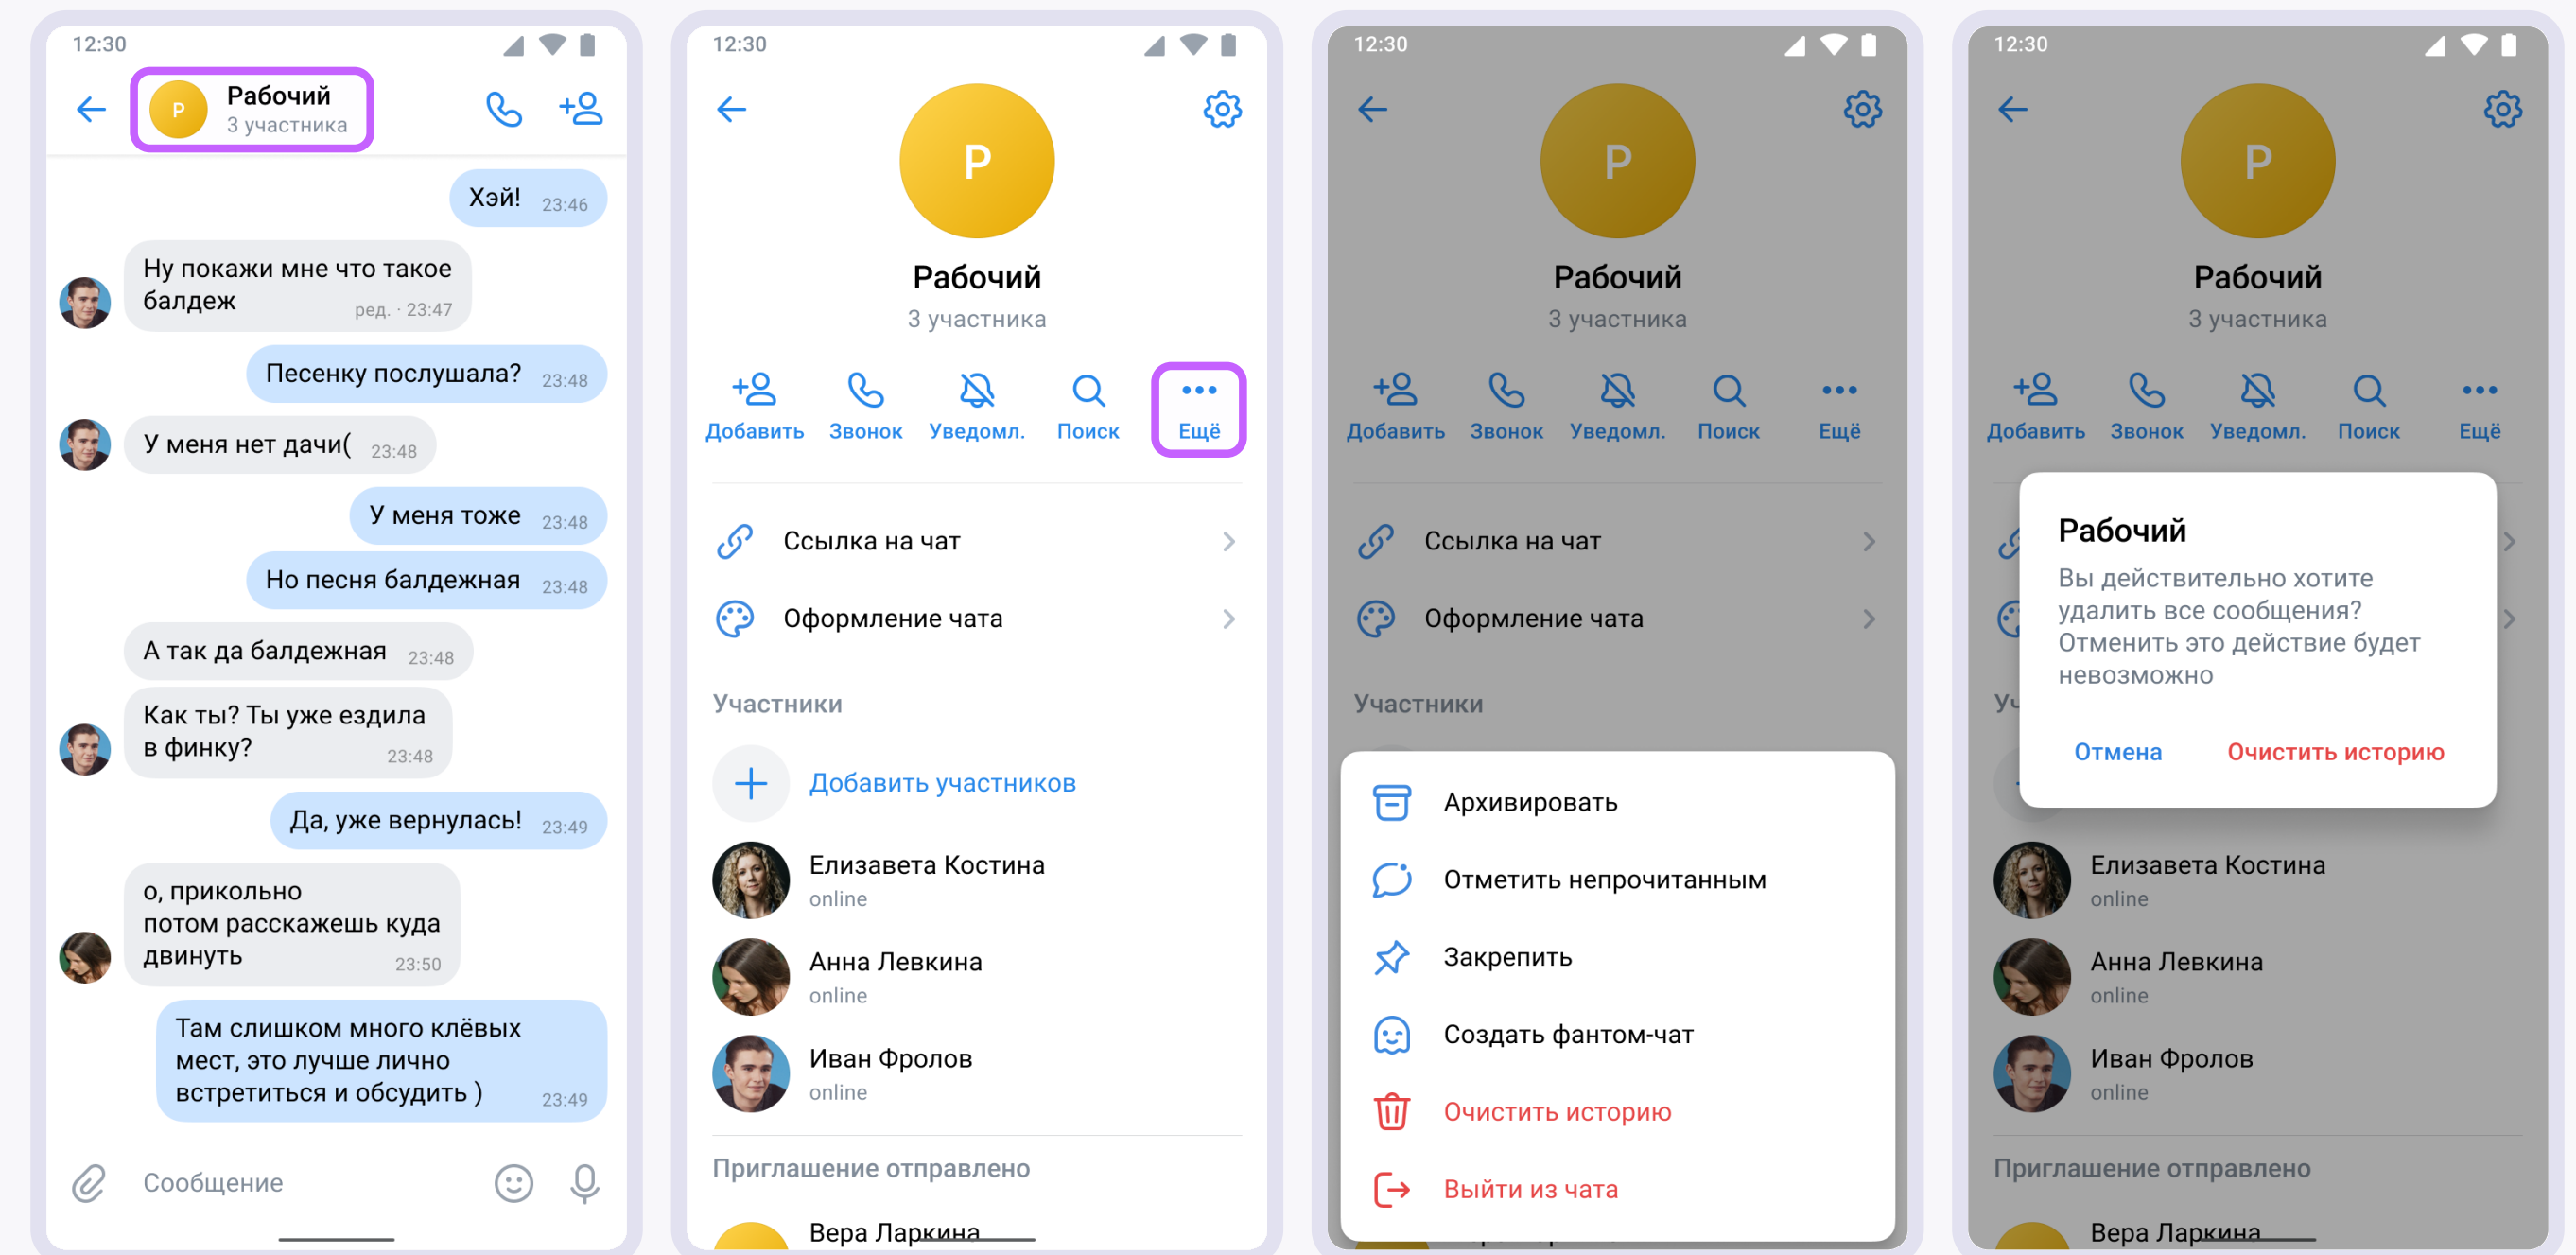 12:30
Р
Рабочий
3 участника
Хэй! 23:46
Ну покажи мне что такое
балдеж ред. · 23:47
Песенку послушала? 23:48
У меня нет дачи( 23:48
У меня тоже 23:48
Но песня балдежная 23:48
А так да балдежная 23:48
Как ты? Ты уже ездила
в финку? 23:48
Да, уже вернулась! 23:49
о, прикольно
потом расскажешь куда
двинуть 23:50
Там слишком много клёвых
мест, это лучше лично
встретиться и обсудить ) 23:49
Сообщение
12:30
Р
Рабочий
3 участника
Добавить Звонок Уведомл. Поиск Ещё
Ссылка на чат
Оформление чата
Участники
Добавить участников
Елизавета Костина
online
Анна Левкина
online
Иван Фролов
online
Приглашение отправлено
Вера Ларкина
12:30
Р
Рабочий
3 участника
Добавить Звонок Уведомл. Поиск Ещё
Ссылка на чат
Оформление чата
Участники
Архивировать
Отметить непрочитанным
Закрепить
Создать фантом-чат
Очистить историю
Выйти из чата
12:30
Р
Рабочий
3 участника
Добавить Звонок Уведомл. Поиск Ещё
Рабочий
Вы действительно хотите
удалить все сообщения?
Отменить это действие будет
невозможно
Отмена Очистить историю
Елизавета Костина
online
Анна Левкина
online
Иван Фролов
online
Приглашение отправлено
Вера Ларкина